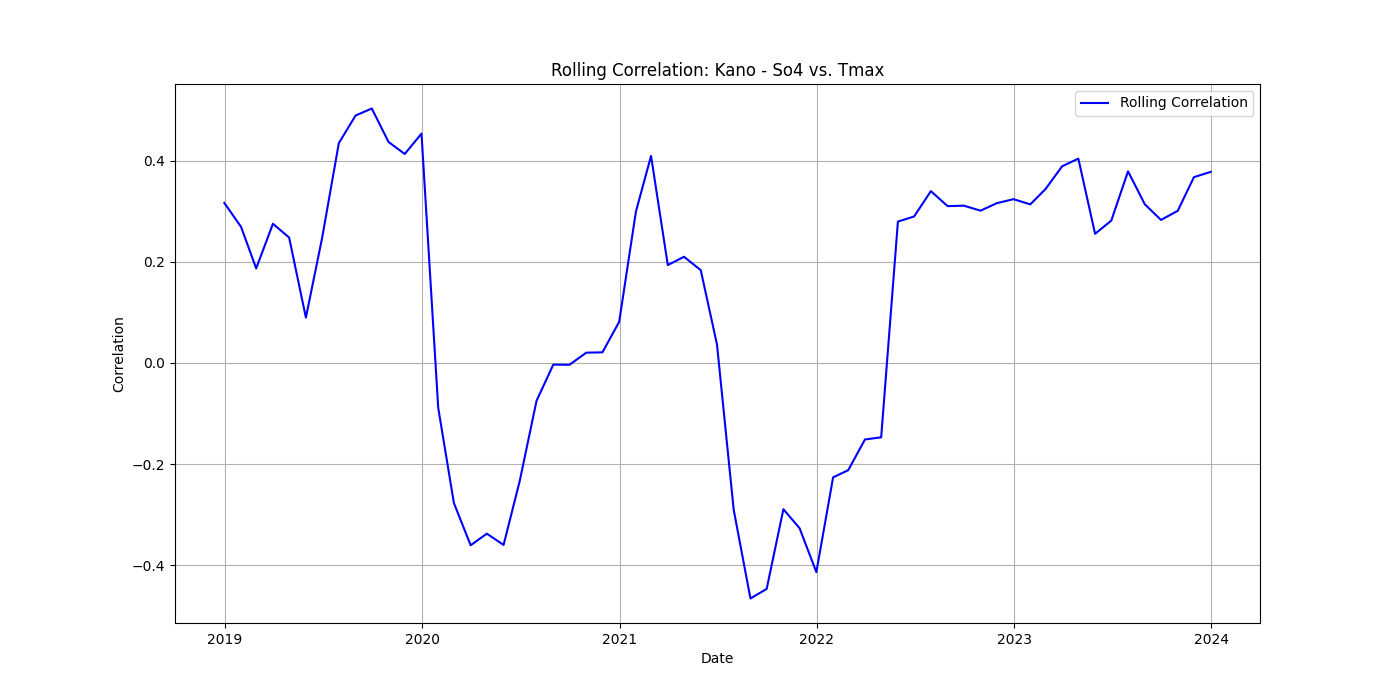 Rolling Correlation: Kano - So4 vs. Tmax
Rolling Correlation
Correlation
0.4
0.2
0.0
−0.2
−0.4
2019 2020 2021 2022 2023 2024
Date